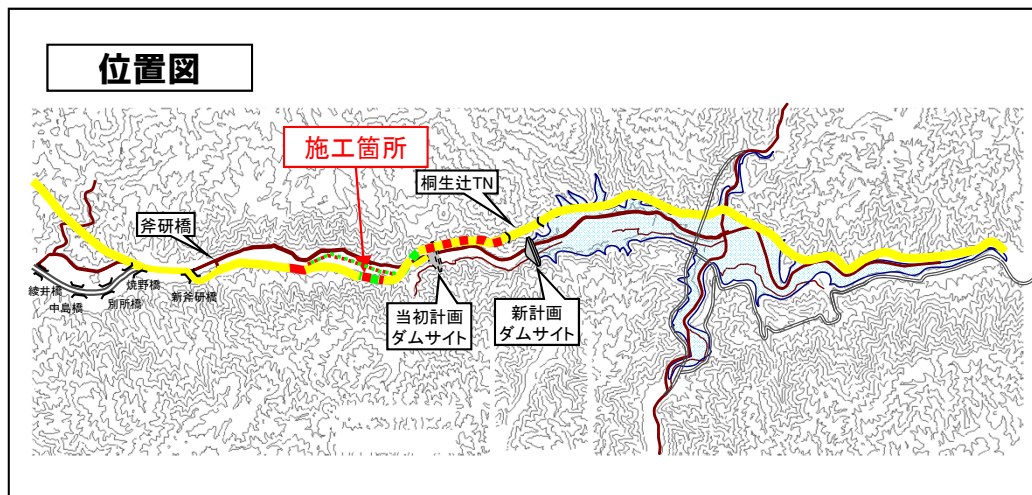 位置図
施工箇所
桐生辻TN
斧研橋
綾井橋
中島橋
別所橋
焼野橋
新斧研橋
当初計画
ダムサイト
新計画
ダムサイト